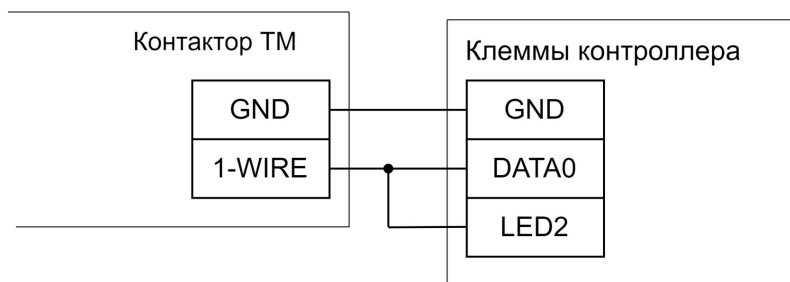 Контактор ТМ
Клеммы контроллера
GND
GND
1-WIRE
DATA0
LED2